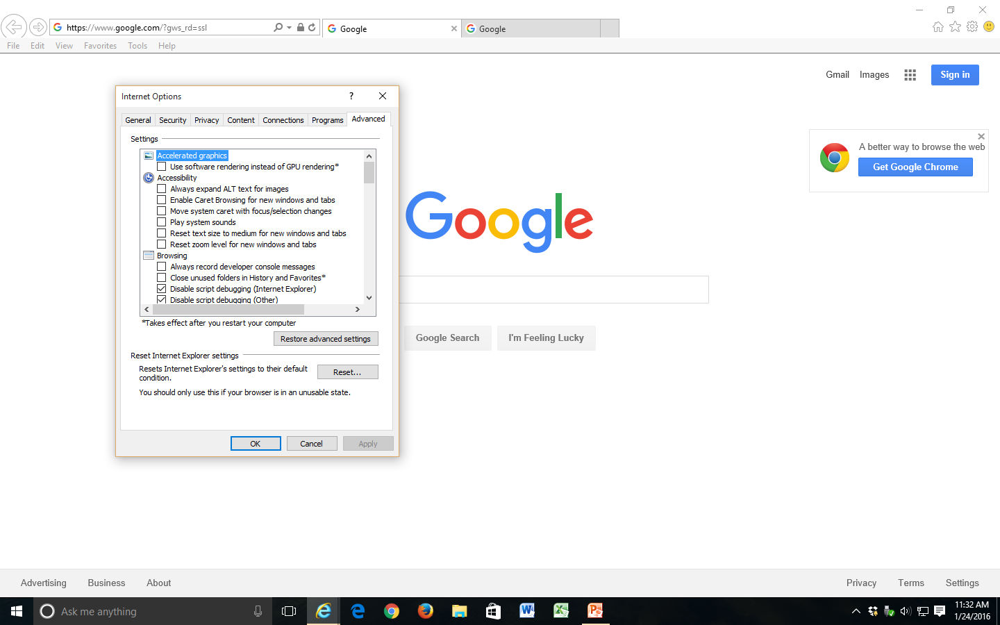 https://www.google.com/?gws_rd=ssl
Google
Google
File Edit View Favorites Tools Help
Gmail Images Sign in
Internet Options
General Security Privacy Content Connections Programs Advanced
Settings
Accelerated graphics
Use software rendering instead of GPU rendering*
Accessibility
Always expand ALT text for images
Enable Caret Browsing for new windows and tabs
Move system caret with focus/selection changes
Play system sounds
Reset text size to medium for new windows and tabs
Reset zoom level for new windows and tabs
Browsing
Always record developer console messages
Close unused folders in History and Favorites*
Disable script debugging (Internet Explorer)
Disable script debugging (Other)
*Takes effect after you restart your computer
Restore advanced settings
Reset Internet Explorer settings
Resets Internet Explorer's settings to their default
condition.
Reset...
You should only use this if your browser is in an unusable state.
OK Cancel Apply
A better way to browse the web
Get Google Chrome
Google
Google Search I'm Feeling Lucky
Advertising Business About Privacy Terms Settings
Ask me anything
11:32 AM
1/24/2016